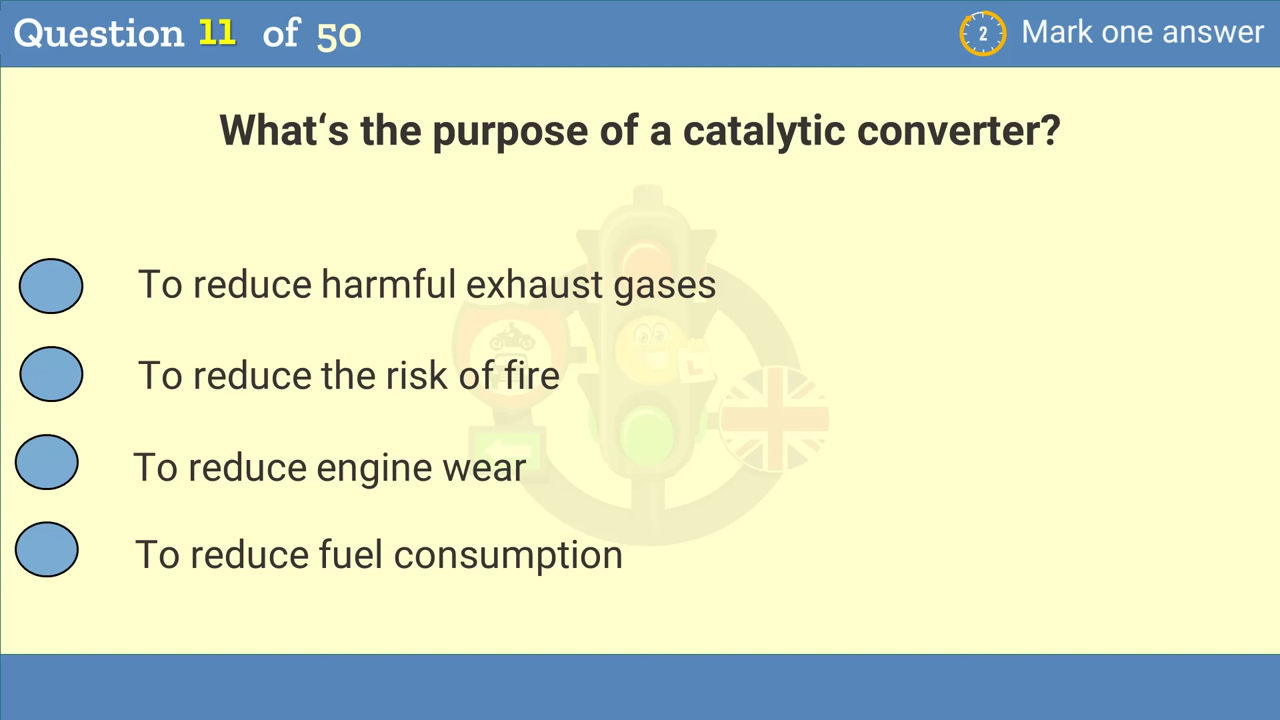 Question 11 of 50
2 Mark one answer
What‘s the purpose of a catalytic converter?
To reduce harmful exhaust gases
To reduce the risk of fire
To reduce engine wear
To reduce fuel consumption
L